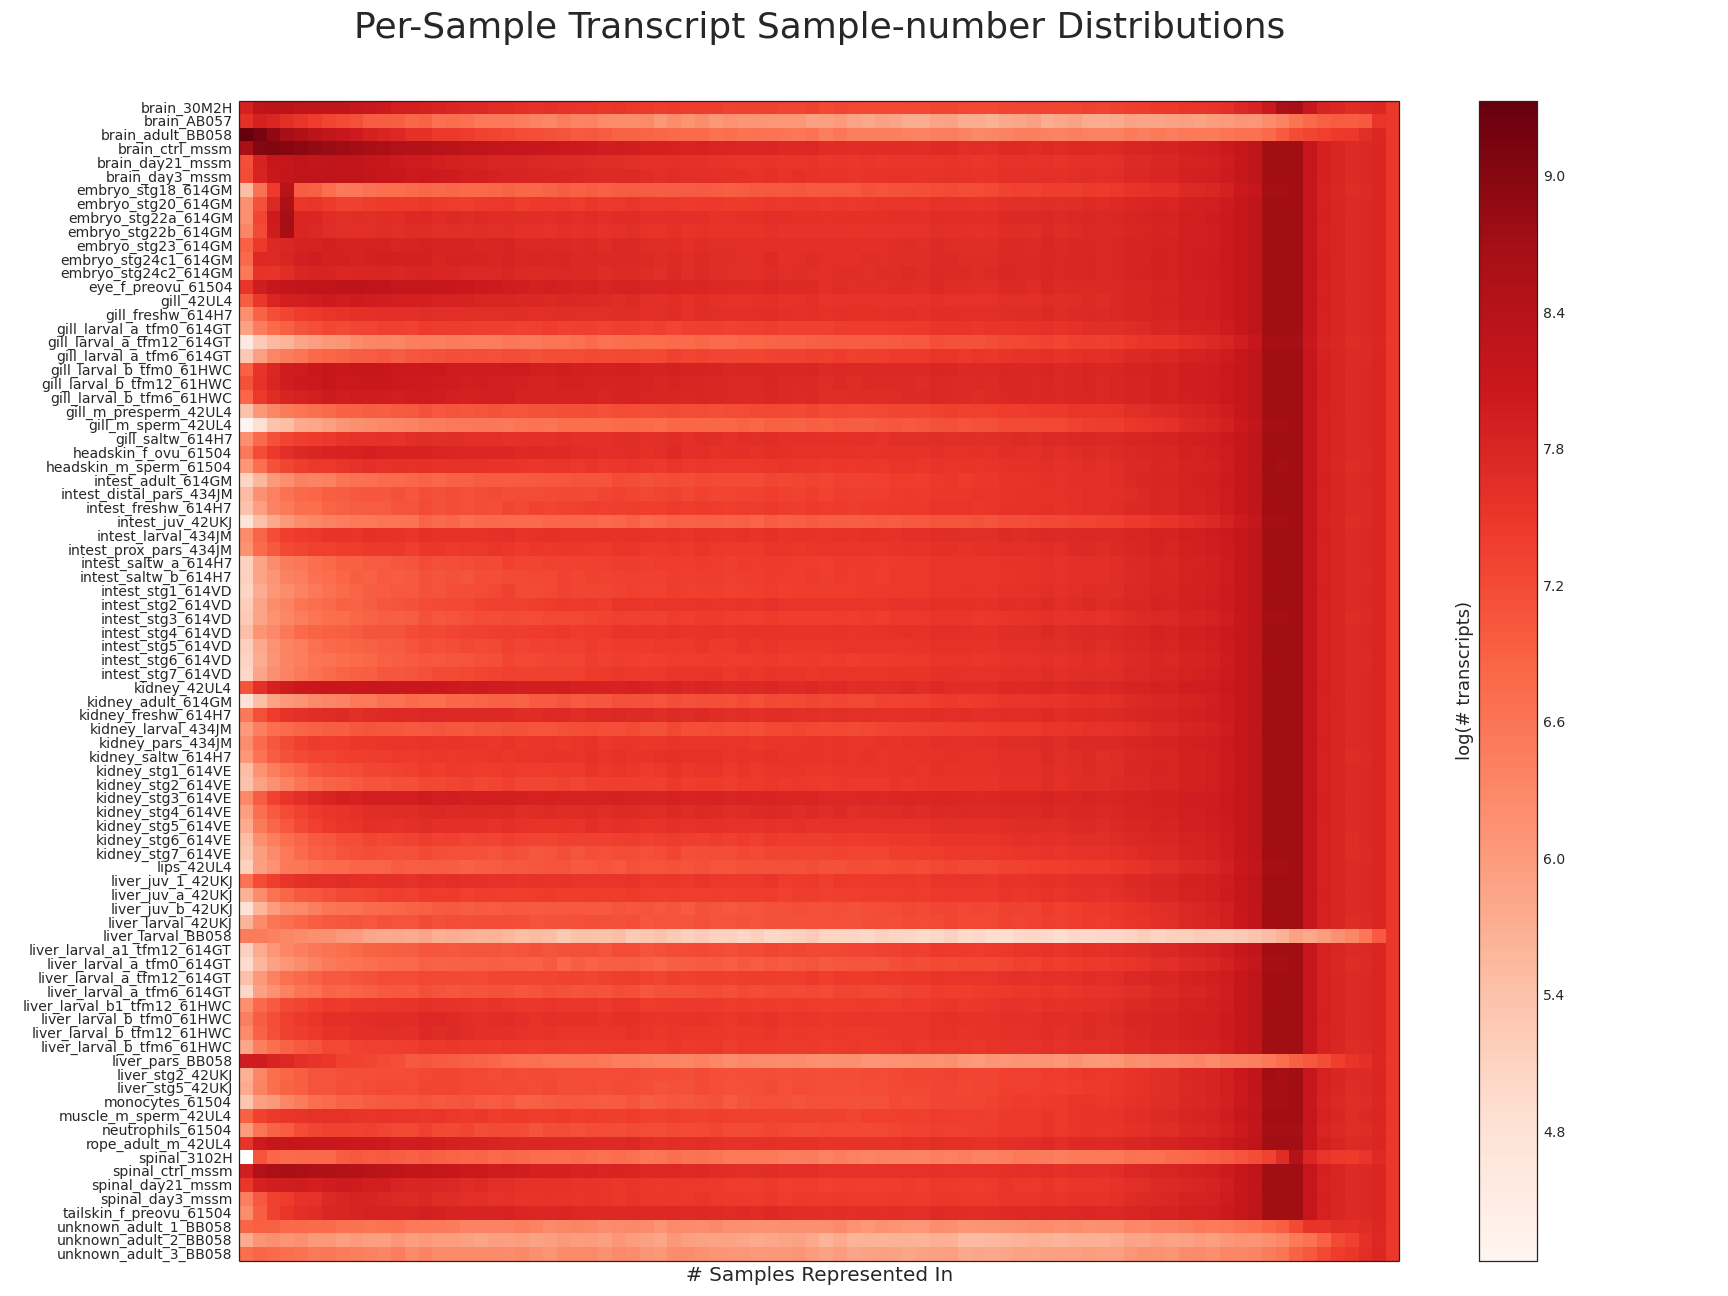 Per-Sample Transcript Sample-number Distributions
brain_30M2H
brain_AB057
brain_adult_BB058
brain_ctrl_mssm
brain_day21_mssm
brain_day3_mssm
embryo_stg18_614GM
embryo_stg20_614GM
embryo_stg22a_614GM
embryo_stg22b_614GM
embryo_stg23_614GM
embryo_stg24c1_614GM
embryo_stg24c2_614GM
eye_f_preovu_61504
gill_42UL4
gill_freshw_614H7
gill_larval_a_tfm0_614GT
gill_larval_a_tfm12_614GT
gill_larval_a_tfm6_614GT
gill_larval_b_tfm0_61HWC
gill_larval_b_tfm12_61HWC
gill_larval_b_tfm6_61HWC
gill_m_presperm_42UL4
gill_m_sperm_42UL4
gill_saltw_614H7
headskin_f_ovu_61504
headskin_m_sperm_61504
intest_adult_614GM
intest_distal_pars_434JM
intest_freshw_614H7
intest_juv_42UKJ
intest_larval_434JM
intest_prox_pars_434JM
intest_saltw_a_614H7
intest_saltw_b_614H7
intest_stg1_614VD
intest_stg2_614VD
intest_stg3_614VD
intest_stg4_614VD
intest_stg5_614VD
intest_stg6_614VD
intest_stg7_614VD
kidney_42UL4
kidney_adult_614GM
kidney_freshw_614H7
kidney_larval_434JM
kidney_pars_434JM
kidney_saltw_614H7
kidney_stg1_614VE
kidney_stg2_614VE
kidney_stg3_614VE
kidney_stg4_614VE
kidney_stg5_614VE
kidney_stg6_614VE
kidney_stg7_614VE
lips_42UL4
liver_juv_1_42UKJ
liver_juv_a_42UKJ
liver_juv_b_42UKJ
liver_larval_42UKJ
liver_larval_BB058
liver_larval_a1_tfm12_614GT
liver_larval_a_tfm0_614GT
liver_larval_a_tfm12_614GT
liver_larval_a_tfm6_614GT
liver_larval_b1_tfm12_61HWC
liver_larval_b_tfm0_61HWC
liver_larval_b_tfm12_61HWC
liver_larval_b_tfm6_61HWC
liver_pars_BB058
liver_stg2_42UKJ
liver_stg5_42UKJ
monocytes_61504
muscle_m_sperm_42UL4
neutrophils_61504
rope_adult_m_42UL4
spinal_3102H
spinal_ctrl_mssm
spinal_day21_mssm
spinal_day3_mssm
tailskin_f_preovu_61504
unknown_adult_1_BB058
unknown_adult_2_BB058
unknown_adult_3_BB058
# Samples Represented In
log(# transcripts)
9.0
8.4
7.8
7.2
6.6
6.0
5.4
4.8